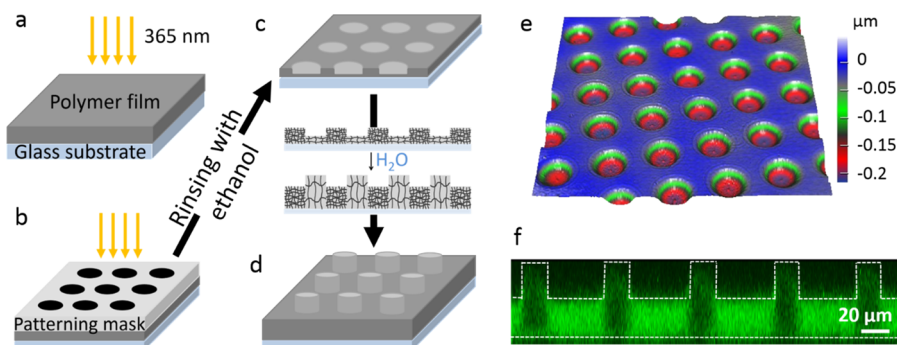 a
365 nm
Polymer film
Glass substrate
b
Patterning mask
Rinsing with
ethanol
c
H₂O
d
e
µm
0
-0.05
-0.1
-0.15
-0.2
f
20 µm